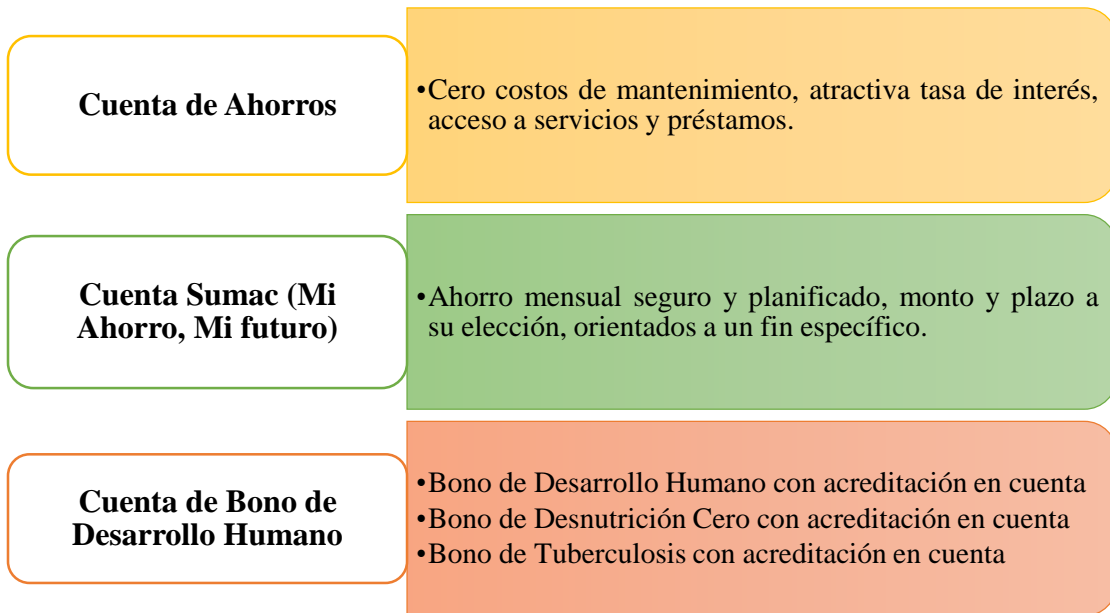 Cuenta de Ahorros
•Cero costos de mantenimiento, atractiva tasa de interés,
acceso a servicios y préstamos.
Cuenta Sumac (Mi
Ahorro, Mi futuro)
•Ahorro mensual seguro y planificado, monto y plazo a
su elección, orientados a un fin específico.
Cuenta de Bono de
Desarrollo Humano
•Bono de Desarrollo Humano con acreditación en cuenta
•Bono de Desnutrición Cero con acreditación en cuenta
•Bono de Tuberculosis con acreditación en cuenta